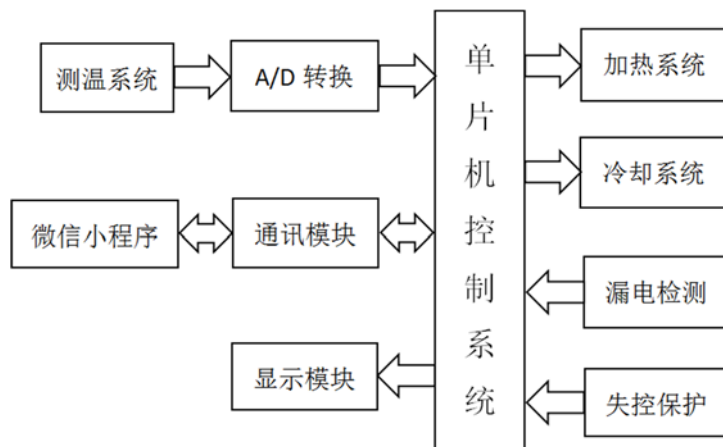 测温系统
A/D 转换
单片机控制系统
加热系统
冷却系统
微信小程序
通讯模块
漏电检测
显示模块
失控保护